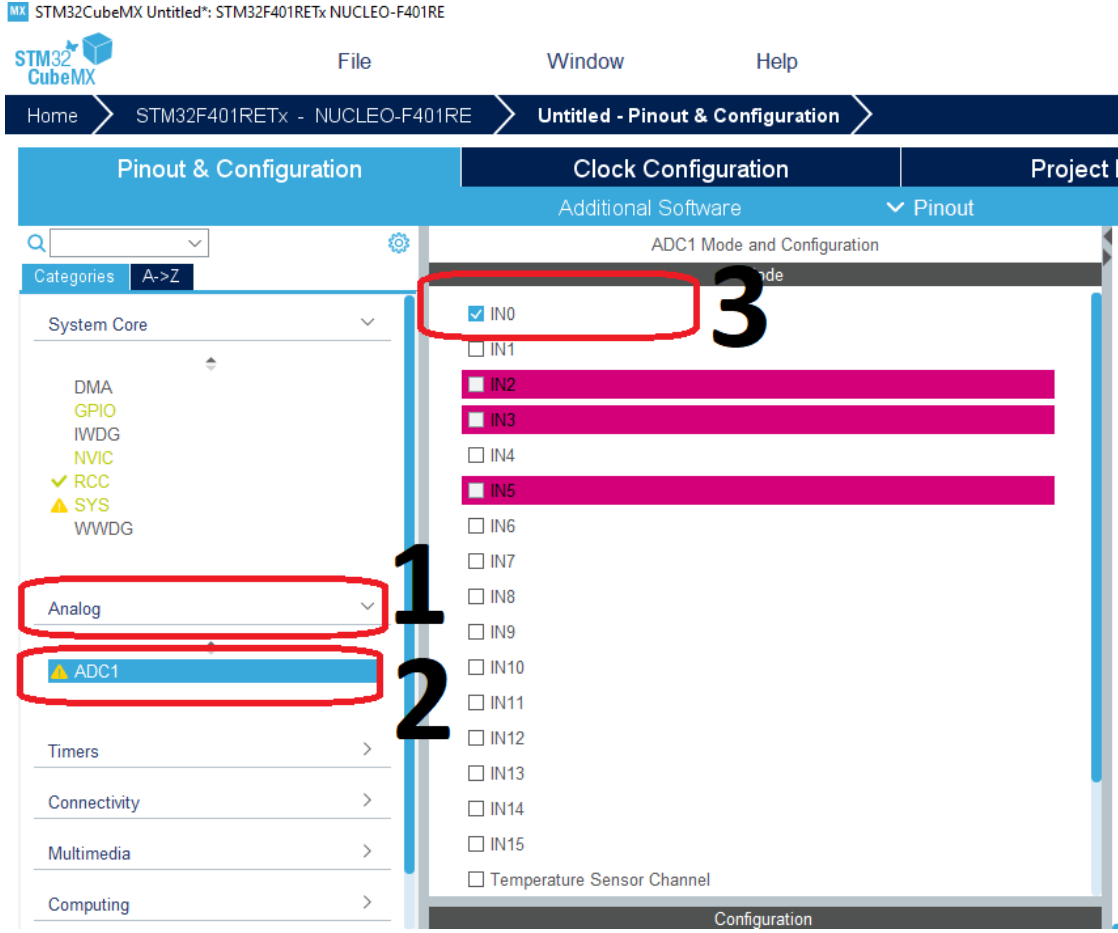 MX STM32CubeMX Untitled*: STM32F401RETx NUCLEO-F401RE
STM32
CubeMX
File Window Help
Home STM32F401RETx - NUCLEO-F401RE Untitled - Pinout & Configuration
Pinout & Configuration Clock Configuration Project
Additional Software Pinout
ADC1 Mode and Configuration
Categories A->Z
3
System Core
IN0
IN1
DMA
IN2
GPIO
IN3
IWDG
NVIC
IN4
RCC
IN5
SYS
WWDG
IN6
1
IN7
Analog
IN8
IN9
2
ADC1
IN10
IN11
IN12
Timers
IN13
Connectivity
IN14
Multimedia
IN15
Temperature Sensor Channel
Computing
Configuration